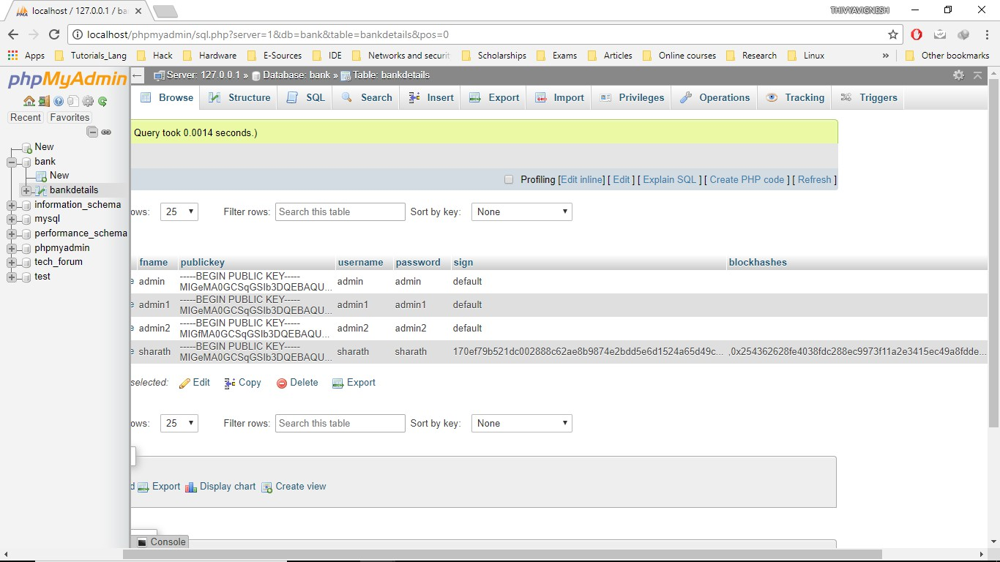 localhost / 127.0.0.1 / ba
THIVYAVIGNESH
localhost/phpmyadmin/sql.php?server=1&db=bank&table=bankdetails&pos=0
Apps Tutorials_Lang Hack Hardware E-Sources IDE Networks and securit Scholarships Exams Articles Online courses Research Linux » Other bookmarks
phpMyAdmin
Server: 127.0.0.1 » Database: bank » Table: bankdetails
Browse Structure SQL Search Insert Export Import Privileges Operations Tracking Triggers
Recent Favorites
New
bank
New
bankdetails
information_schema
mysql
performance_schema
phpmyadmin
tech_forum
test
Query took 0.0014 seconds.)
Profiling [Edit inline] [ Edit ] [ Explain SQL ] [ Create PHP code ] [ Refresh ]
ows: 25 Filter rows: Search this table Sort by key: None
fname publickey username password sign blockhashes
e admin -----BEGIN PUBLIC KEY----- admin admin default
MIGeMA0GCSqGSIb3DQEBAQU...
e admin1 -----BEGIN PUBLIC KEY----- admin1 admin1 default
MIGeMA0GCSqGSIb3DQEBAQU...
e admin2 -----BEGIN PUBLIC KEY----- admin2 admin2 default
MIGfMA0GCSqGSIb3DQEBAQU...
e sharath -----BEGIN PUBLIC KEY----- sharath sharath 170ef79b521dc002888c62ae8b9874e2bdd5e6d1524a65d49c... ,0x254362628fe4038fdc288ec9973f11a2e3415ec49a8fdde...
MIGeMA0GCSqGSIb3DQEBAQU...
selected: Edit Copy Delete Export
ows: 25 Filter rows: Search this table Sort by key: None
d Export Display chart Create view
Console